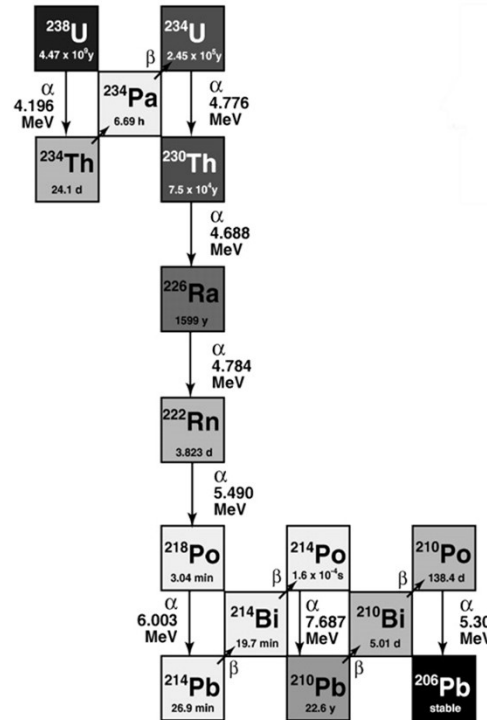 238U 234U
4.47 x 10⁹y β 2.45 x 10⁵y
α 234Pa α
4.196 6.69 h 4.776
MeV MeV
234Th 230Th
24.1 d 7.5 x 10⁴y
α
4.688
MeV
226Ra
1599 y
α
4.784
MeV
222Rn
3.823 d
α
5.490
MeV
218Po 214Po 210Po
3.04 min β 1.6 x 10⁻⁴s β 138.4 d
α 214Bi α 210Bi α
6.003 19.7 min 7.687 5.01 d 5.30
MeV MeV MeV
214Pb β 210Pb β 206Pb
26.9 min 22.6 y stable